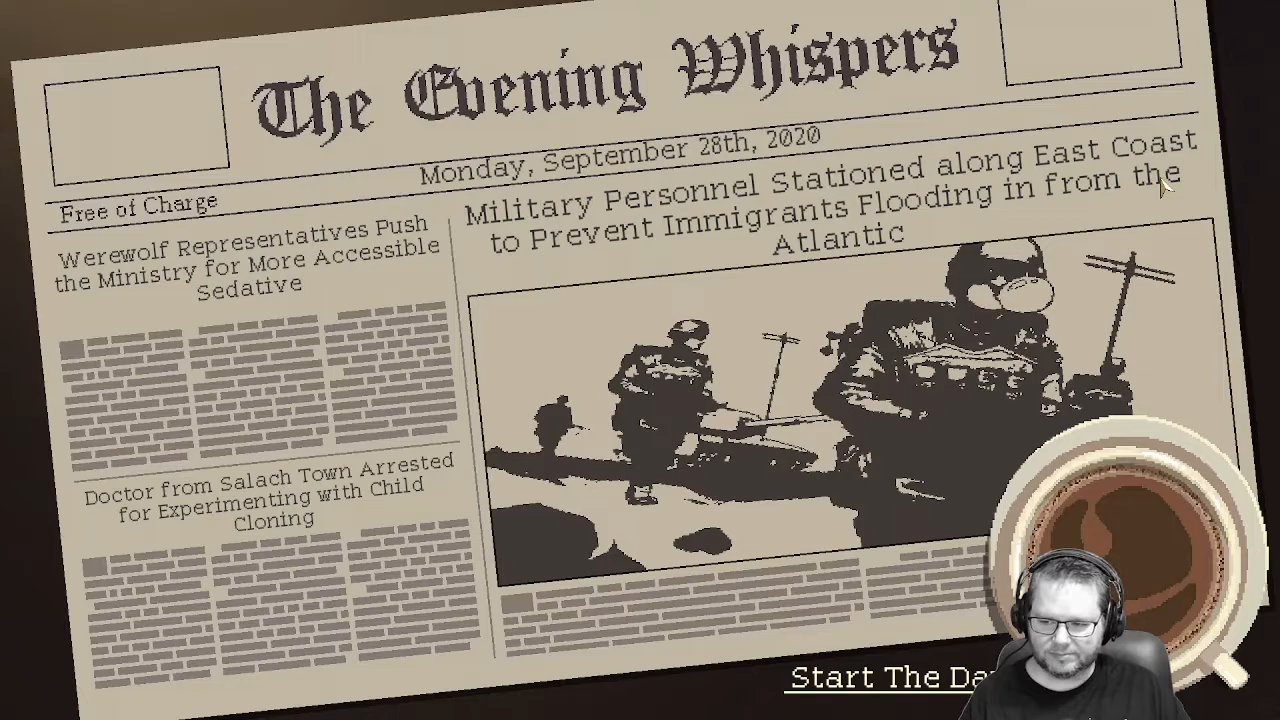 The Evening Whispers
Monday, September 28th, 2020
Free of Charge
Werewolf Representatives Push
the Ministry for More Accessible
Sedative
Doctor from Salach Town Arrested
for Experimenting with Child
Cloning
Military Personnel Stationed along East Coast
to Prevent Immigrants Flooding in from the
Atlantic
Start The Da